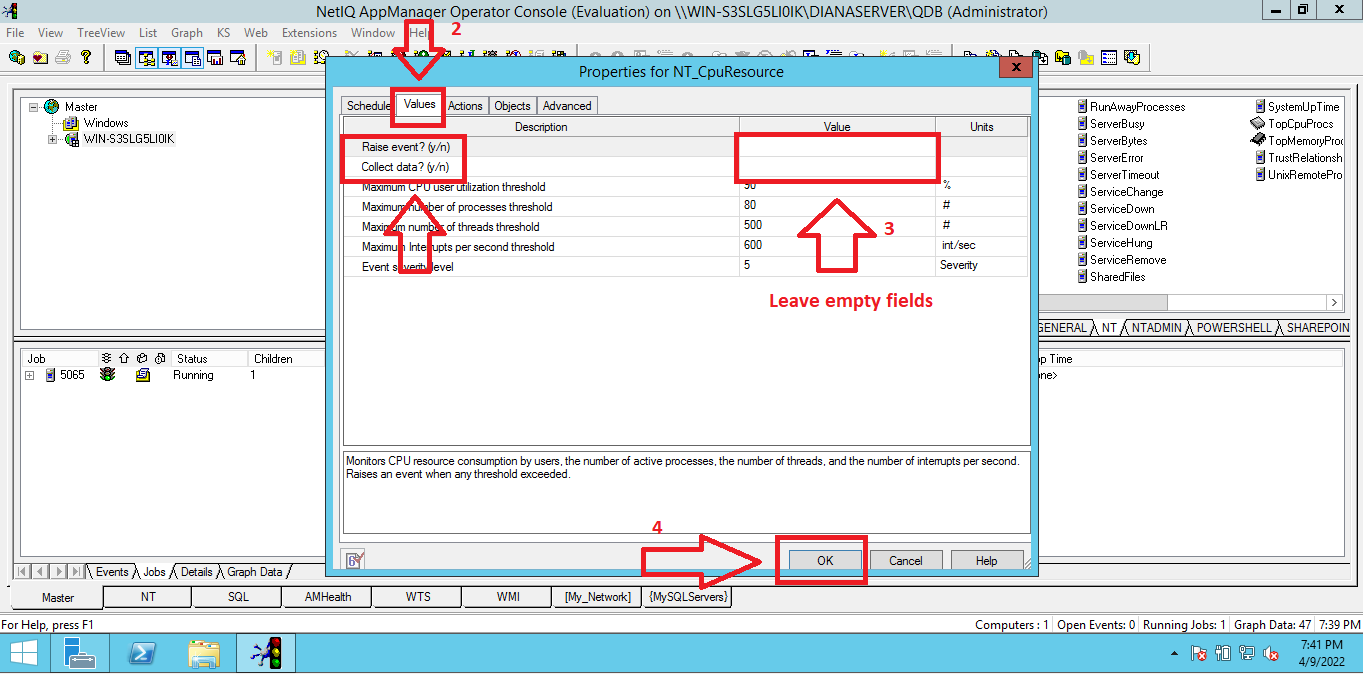 NetIQ AppManager Operator Console (Evaluation) on \\WIN-S3SLG5LI0IK\DIANASERVER\QDB (Administrator)
File View TreeView List Graph KS Web Extensions Window Help
2
Properties for NT_CpuResource
X
Schedule Values Actions Objects Advanced
Description Value Units
Raise event? (y/n)
Collect data? (y/n)
Maximum CPU user utilization threshold 90 %
Maximum number of processes threshold 80 #
Maximum number of threads threshold 500 #
Maximum Interrupts per second threshold 600 int/sec
Event severity level 5 Severity
3
Leave empty fields
Monitors CPU resource consumption by users, the number of active processes, the number of threads, and the number of interrupts per second.
Raises an event when any threshold exceeded.
4
OK Cancel Help
Master
Windows
WIN-S3SLG5LI0IK
RunAwayProcesses
ServerBusy
ServerBytes
ServerError
ServerTimeout
ServiceChange
ServiceDown
ServiceDownLR
ServiceHung
ServiceRemove
SharedFiles
SystemUpTime
TopCpuProcs
TopMemoryProc
TrustRelationsh
UnixRemotePro
GENERAL NT NTADMIN POWERSHELL SHAREPOIN
Job Status Children
5065 Running 1
pp Time
one>
Events Jobs Details Graph Data
Master NT SQL AMHealth WTS WMI [My_Network] {MySQLServers}
For Help, press F1
Computers : 1 Open Events: 0 Running Jobs: 1 Graph Data: 47 7:39 PM
7:41 PM
4/9/2022